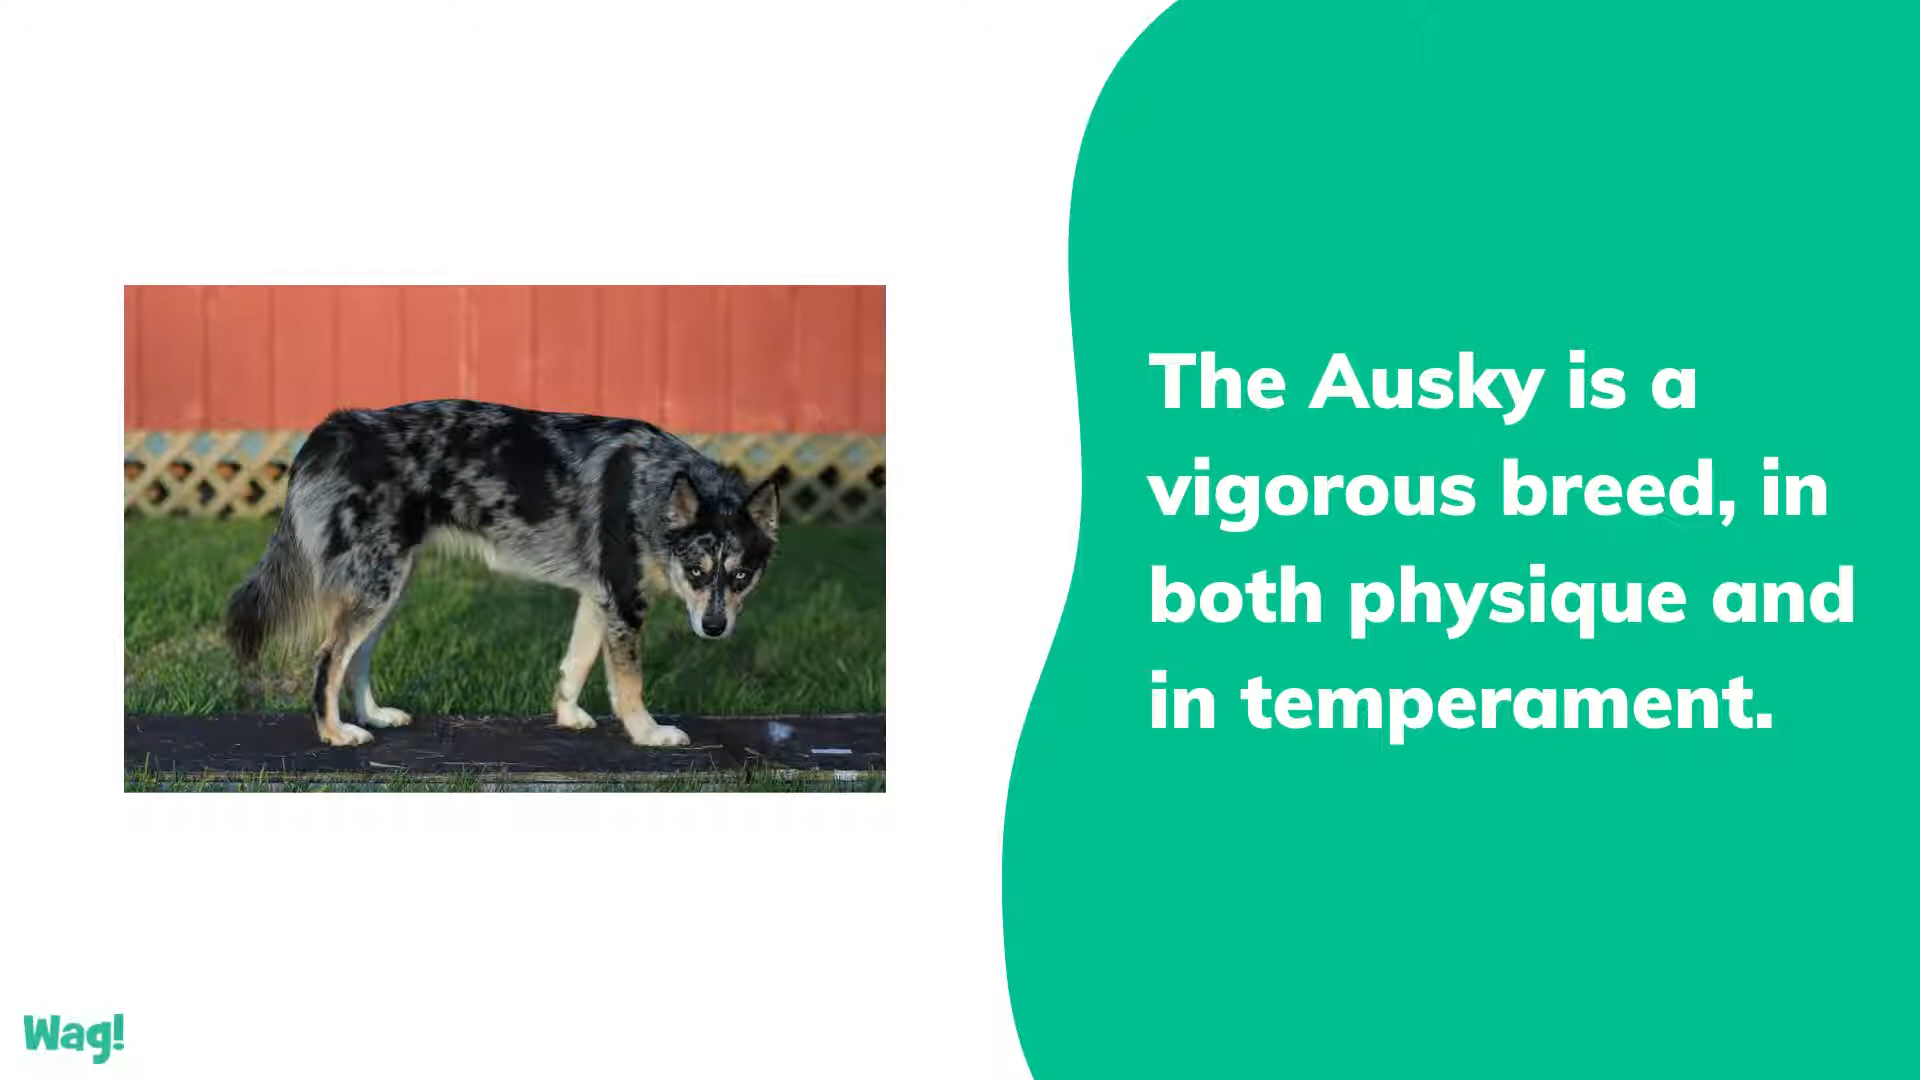 The Ausky is a
vigorous breed, in
both physique and
in temperament.
Wag!